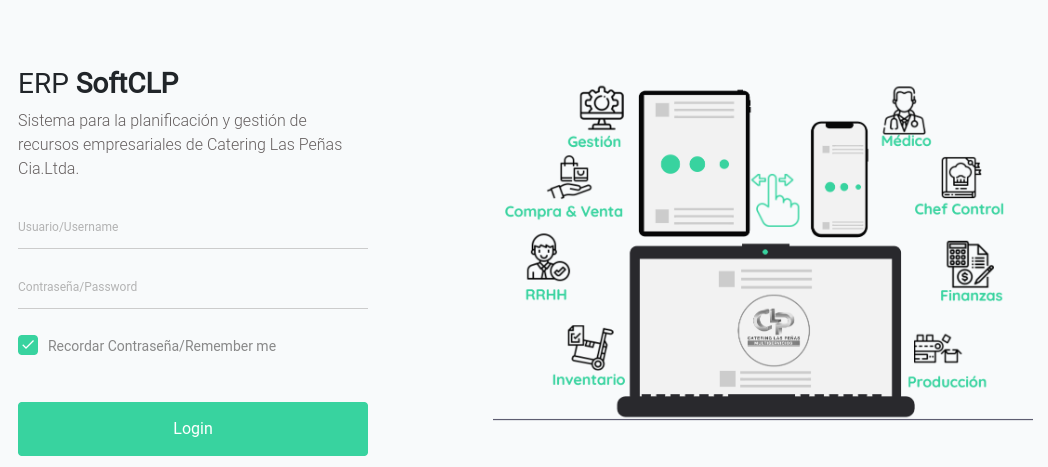 ERP SoftCLP
Sistema para la planificación y gestión de
recursos empresariales de Catering Las Peñas
Cia.Ltda.
Usuario/Username
Contraseña/Password
Recordar Contraseña/Remember me
Login
Gestión
Compra & Venta
RRHH
Inventario
Médico
Chef Control
Finanzas
Producción
CLP
CATERING LAS PEÑAS